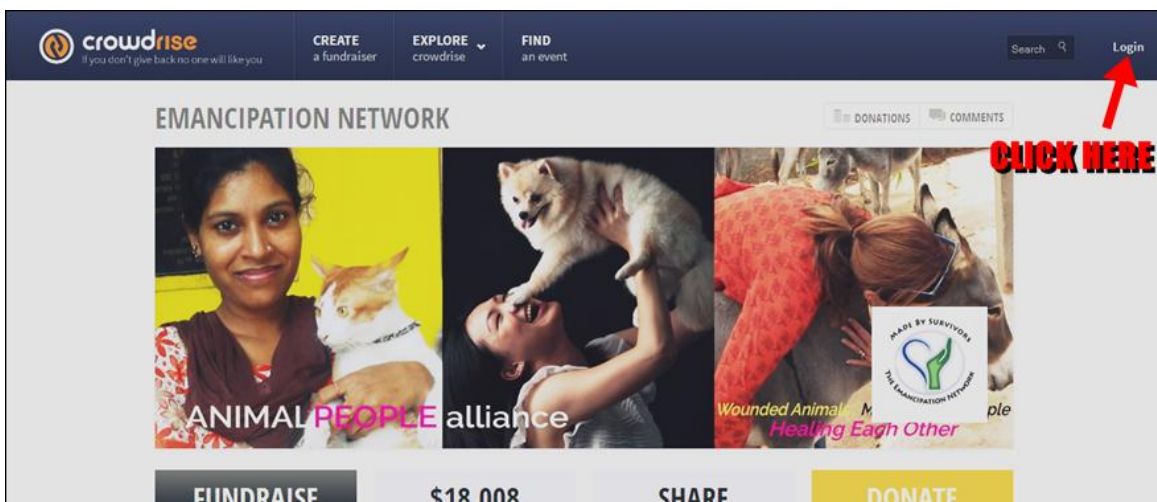 crowdrise
If you don't give back no one will like you
CREATE
a fundraiser
EXPLORE
crowdrise
FIND
an event
Search
Login
EMANCIPATION NETWORK
DONATIONS
COMMENTS
CLICK HERE
MADE BY SURVIVORS
THE EMANCIPATION NETWORK
ANIMAL PEOPLE alliance
Wounded Animals M ple
Healing Each Other
FUNDRAISE
$18,008
SHARE
DONATE